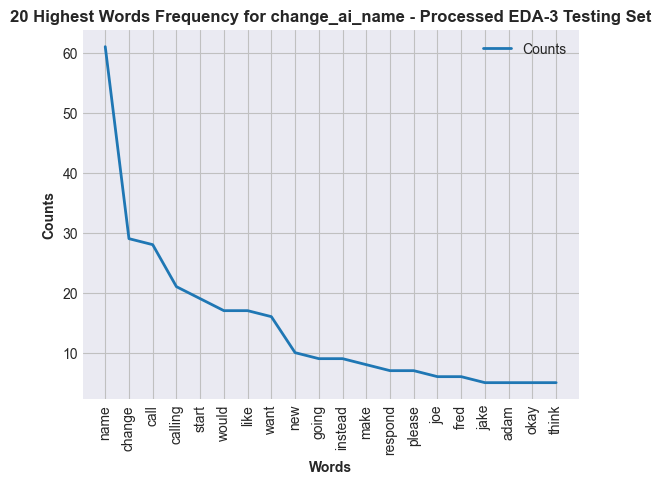 20 Highest Words Frequency for change_ai_name - Processed EDA-3 Testing Set
Counts
60
50
40
30
20
10
Counts
name
change
call
calling
start
would
like
want
new
going
instead
make
respond
please
joe
fred
jake
adam
okay
think
Words